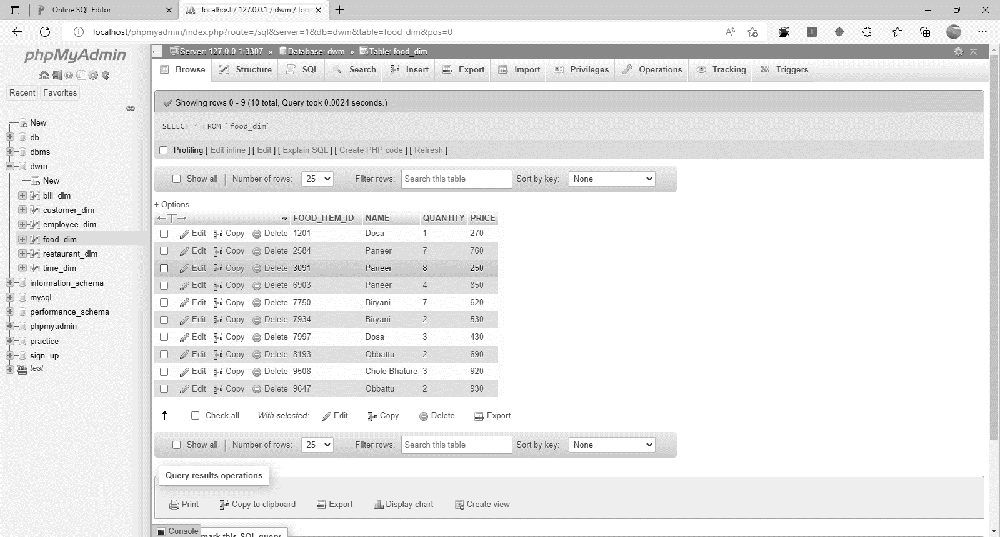 Online SQL Editor
localhost / 127.0.0.1 / dwm / foo
localhost/phpmyadmin/index.php?route=/sql&server=1&db=dwm&table=food_dim&pos=0
phpMyAdmin
Recent Favorites
New
db
dbms
dwm
New
bill_dim
customer_dim
employee_dim
food_dim
restaurant_dim
time_dim
information_schema
mysql
performance_schema
phpmyadmin
practice
sign_up
test
Server: 127.0.0.1:3307 » Database: dwm » Table: food_dim
Browse Structure SQL Search Insert Export Import Privileges Operations Tracking Triggers
Showing rows 0 - 9 (10 total, Query took 0.0024 seconds.)
SELECT * FROM `food_dim`
Profiling [ Edit inline ] [ Edit ] [ Explain SQL ] [ Create PHP code ] [ Refresh ]
Show all Number of rows: 25 Filter rows: Search this table Sort by key: None
+ Options
FOOD_ITEM_ID NAME QUANTITY PRICE
Edit Copy Delete 1201 Dosa 1 270
Edit Copy Delete 2584 Paneer 7 760
Edit Copy Delete 3091 Paneer 8 250
Edit Copy Delete 6903 Paneer 4 850
Edit Copy Delete 7750 Biryani 7 620
Edit Copy Delete 7934 Biryani 2 530
Edit Copy Delete 7997 Dosa 3 430
Edit Copy Delete 8193 Obbattu 2 690
Edit Copy Delete 9508 Chole Bhature 3 920
Edit Copy Delete 9647 Obbattu 2 930
Check all With selected: Edit Copy Delete Export
Show all Number of rows: 25 Filter rows: Search this table Sort by key: None
Query results operations
Print Copy to clipboard Export Display chart Create view
Console
mark this SQL query